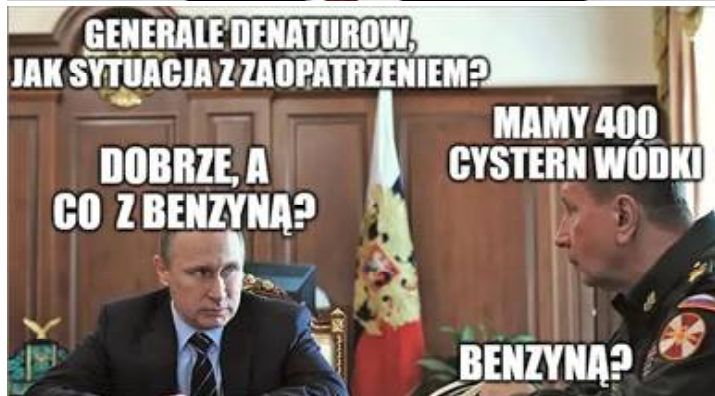 GENERALE DENATUROW,
JAK SYTUACJA Z ZAOPATRZENIEM?
MAMY 400
CYSTERN WÓDKI
DOBRZE, A
CO Z BENZYNĄ?
BENZYNĄ?